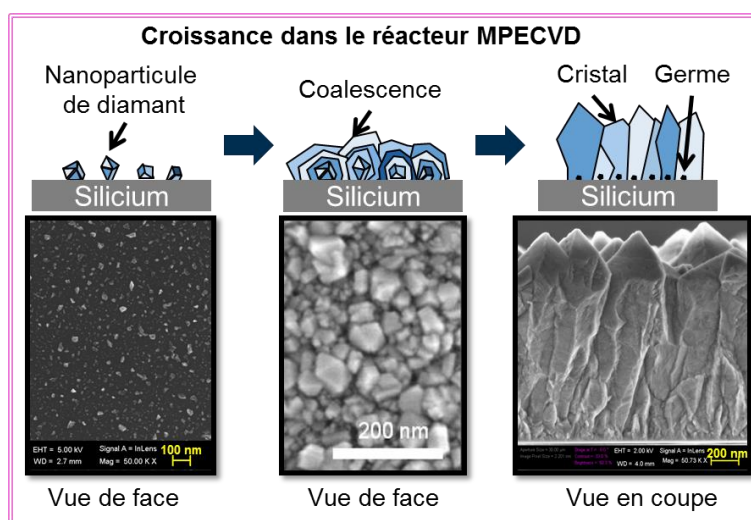 Croissance dans le réacteur MPECVD
Nanoparticule
de diamant
Coalescence
Cristal
Germe
Silicium
Silicium
Silicium
EHT = 5.00 kV
Signal A = InLens
100 nm
WD = 2.7 mm
Mag = 50.00 K X
200 nm
EHT = 2.00 kV
WD = 4.0 mm
Signal A = InLens
Mag = 50.73 K X
200 nm
Vue de face
Vue de face
Vue en coupe